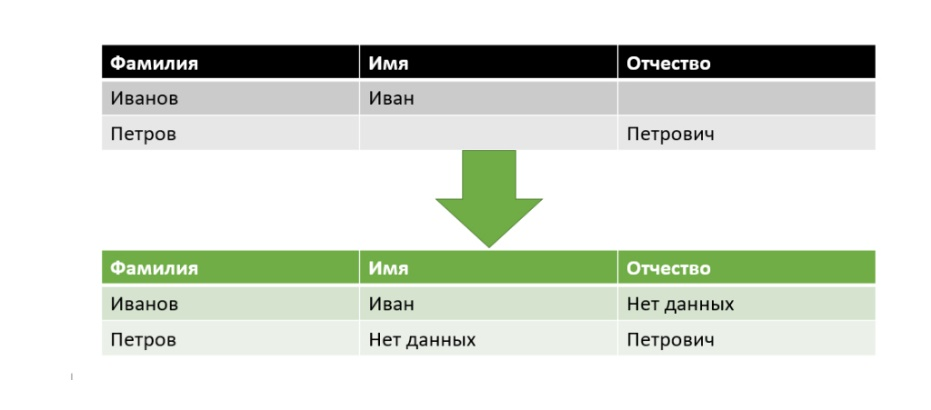 Фамилия Имя Отчество
Иванов Иван
Петров Петрович
Фамилия Имя Отчество
Иванов Иван Нет данных
Петров Нет данных Петрович